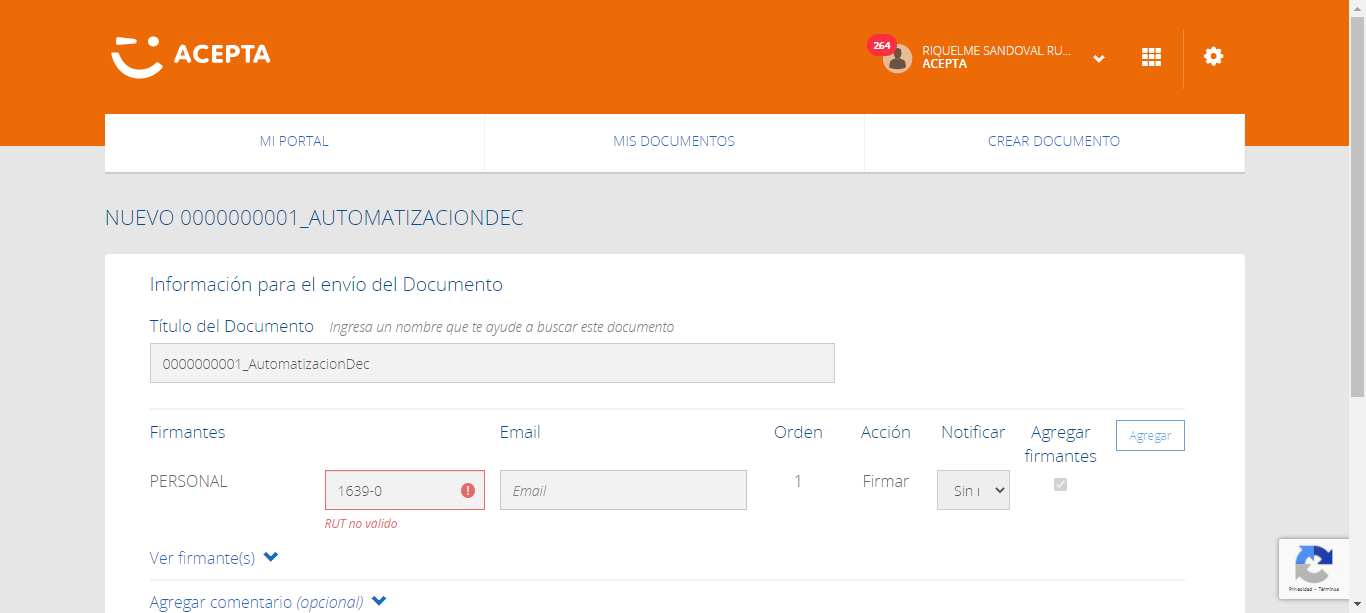 ACEPTA
264
RIQUELME SANDOVAL RU...
ACEPTA
MI PORTAL
MIS DOCUMENTOS
CREAR DOCUMENTO
NUEVO 0000000001_AUTOMATIZACIONDEC
Información para el envío del Documento
Título del Documento Ingresa un nombre que te ayude a buscar este documento
0000000001_AutomatizacionDec
Firmantes Email Orden Acción Notificar Agregar firmantes Agregar
PERSONAL 1639-0 Email 1 Firmar Sin
RUT no valido
Ver firmante(s)
Agregar comentario (opcional)
Privacidad - Términos